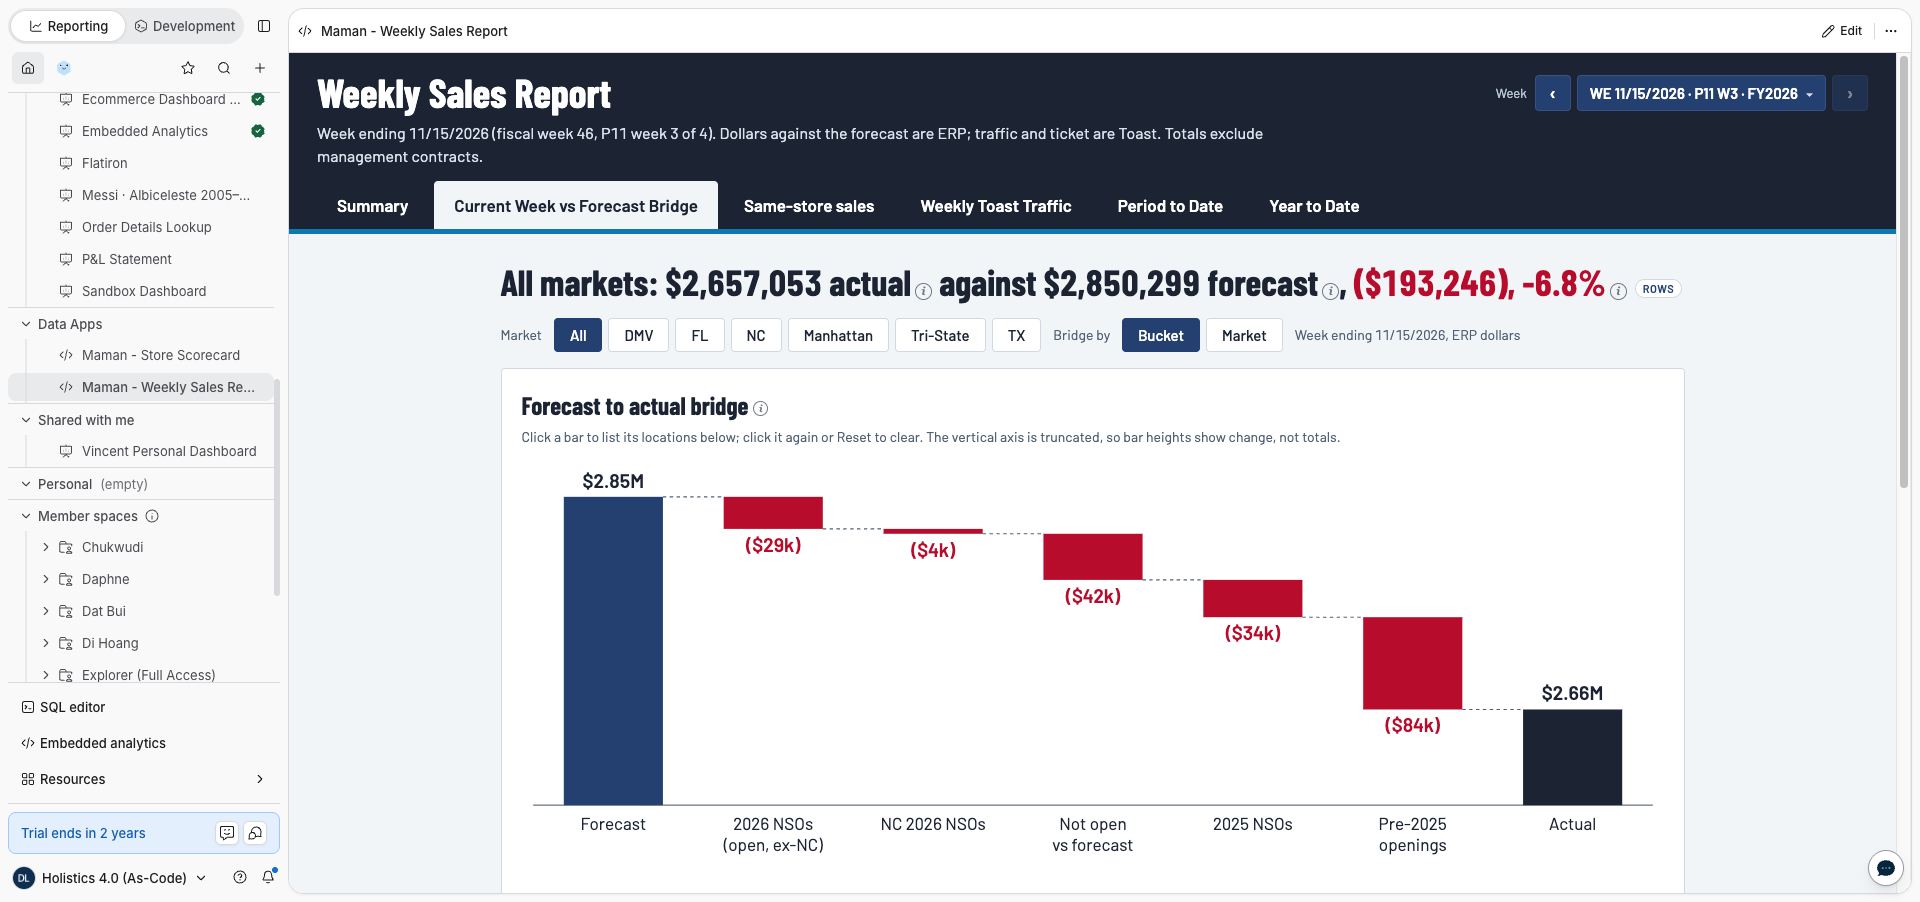 Reporting
Development
Ecommerce Dashboard ...
Embedded Analytics
Flatiron
Messi · Albiceleste 2005–...
Order Details Lookup
P&L Statement
Sandbox Dashboard
Data Apps
Maman - Store Scorecard
Maman - Weekly Sales Re...
Shared with me
Vincent Personal Dashboard
Personal (empty)
Member spaces
Chukwudi
Daphne
Dat Bui
Di Hoang
Explorer (Full Access)
SQL editor
Embedded analytics
Resources
Trial ends in 2 years
DL Holistics 4.0 (As-Code)
Maman - Weekly Sales Report
Edit
Weekly Sales Report
Week
WE 11/15/2026 · P11 W3 · FY2026
Week ending 11/15/2026 (fiscal week 46, P11 week 3 of 4). Dollars against the forecast are ERP; traffic and ticket are Toast. Totals exclude
management contracts.
Summary
Current Week vs Forecast Bridge
Same-store sales
Weekly Toast Traffic
Period to Date
Year to Date
All markets: $2,657,053 actual against $2,850,299 forecast, ($193,246), -6.8%
ROWS
Market All DMV FL NC Manhattan Tri-State TX Bridge by Bucket Market Week ending 11/15/2026, ERP dollars
Forecast to actual bridge
Click a bar to list its locations below; click it again or Reset to clear. The vertical axis is truncated, so bar heights show change, not totals.
$2.85M
($29k)
($4k)
($42k)
($34k)
($84k)
$2.66M
Forecast
2026 NSOs
(open, ex-NC)
NC 2026 NSOs
Not open
vs forecast
2025 NSOs
Pre-2025
openings
Actual